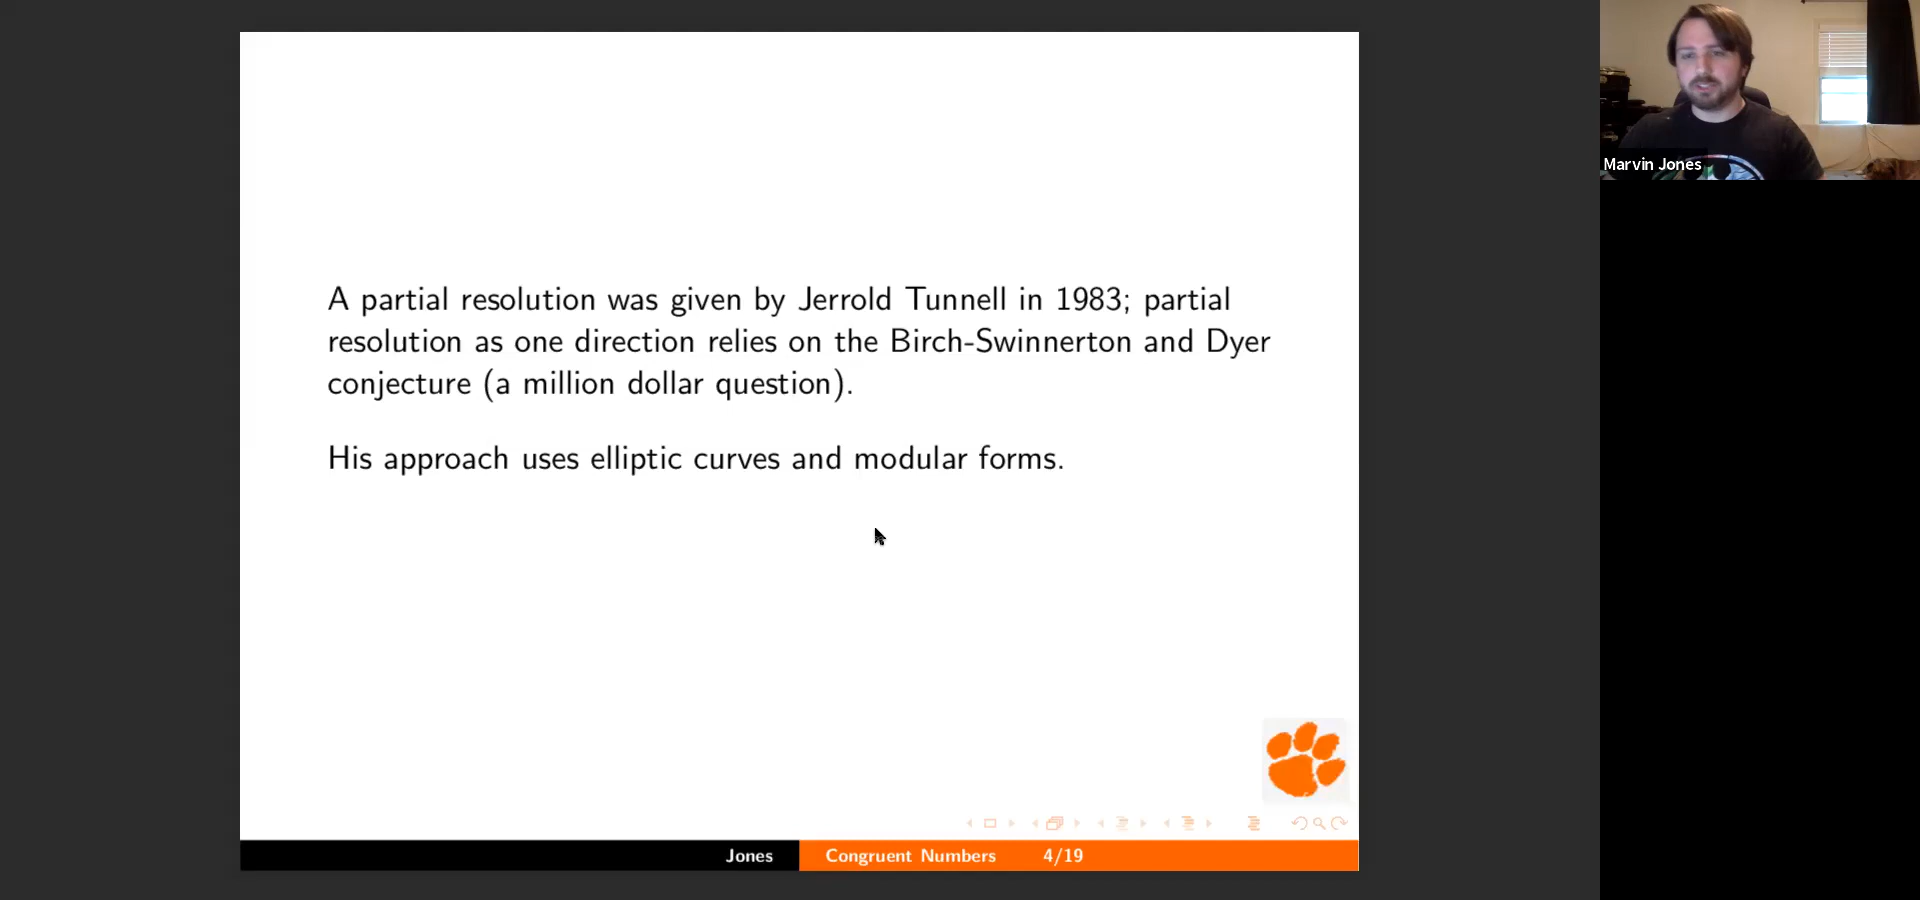 A partial resolution was given by Jerrold Tunnell in 1983; partial
resolution as one direction relies on the Birch-Swinnerton and Dyer
conjecture (a million dollar question).
His approach uses elliptic curves and modular forms.
Jones Congruent Numbers 4/19
Marvin Jones